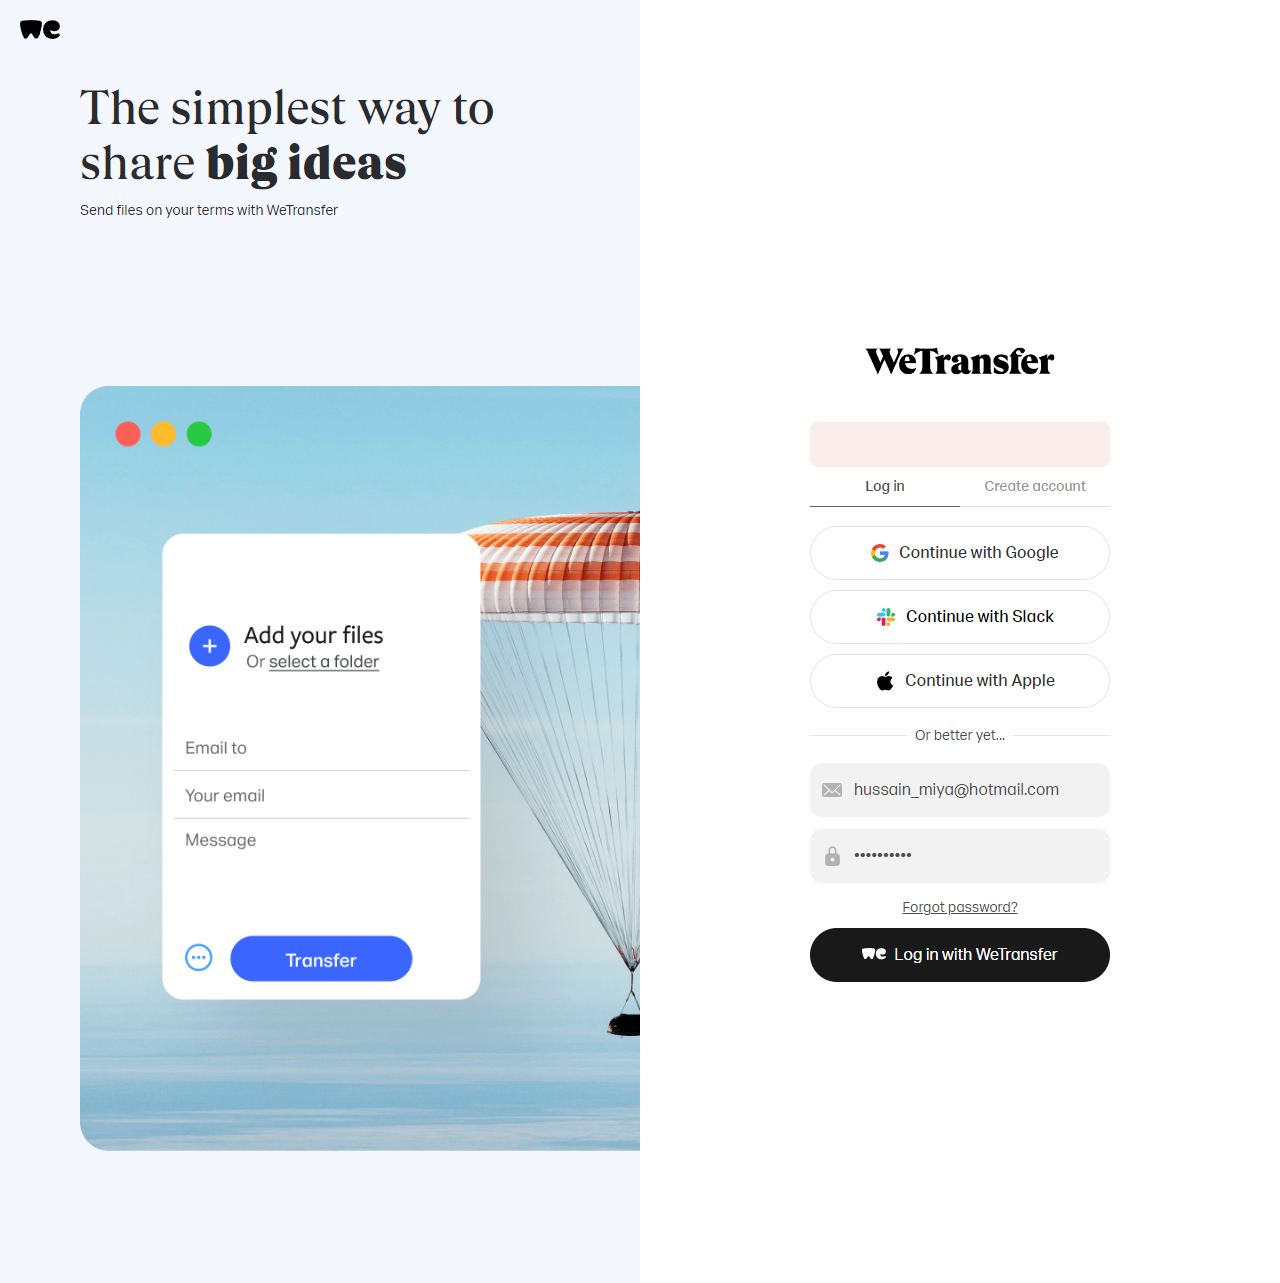 we
The simplest way to
share big ideas
Send files on your terms with WeTransfer
Add your files
Or select a folder
Email to
Your email
Message
Transfer
WeTransfer
Log in
Create account
Continue with Google
Continue with Slack
Continue with Apple
Or better yet...
hussain_miya@hotmail.com
••••••••••
Forgot password?
we Log in with WeTransfer